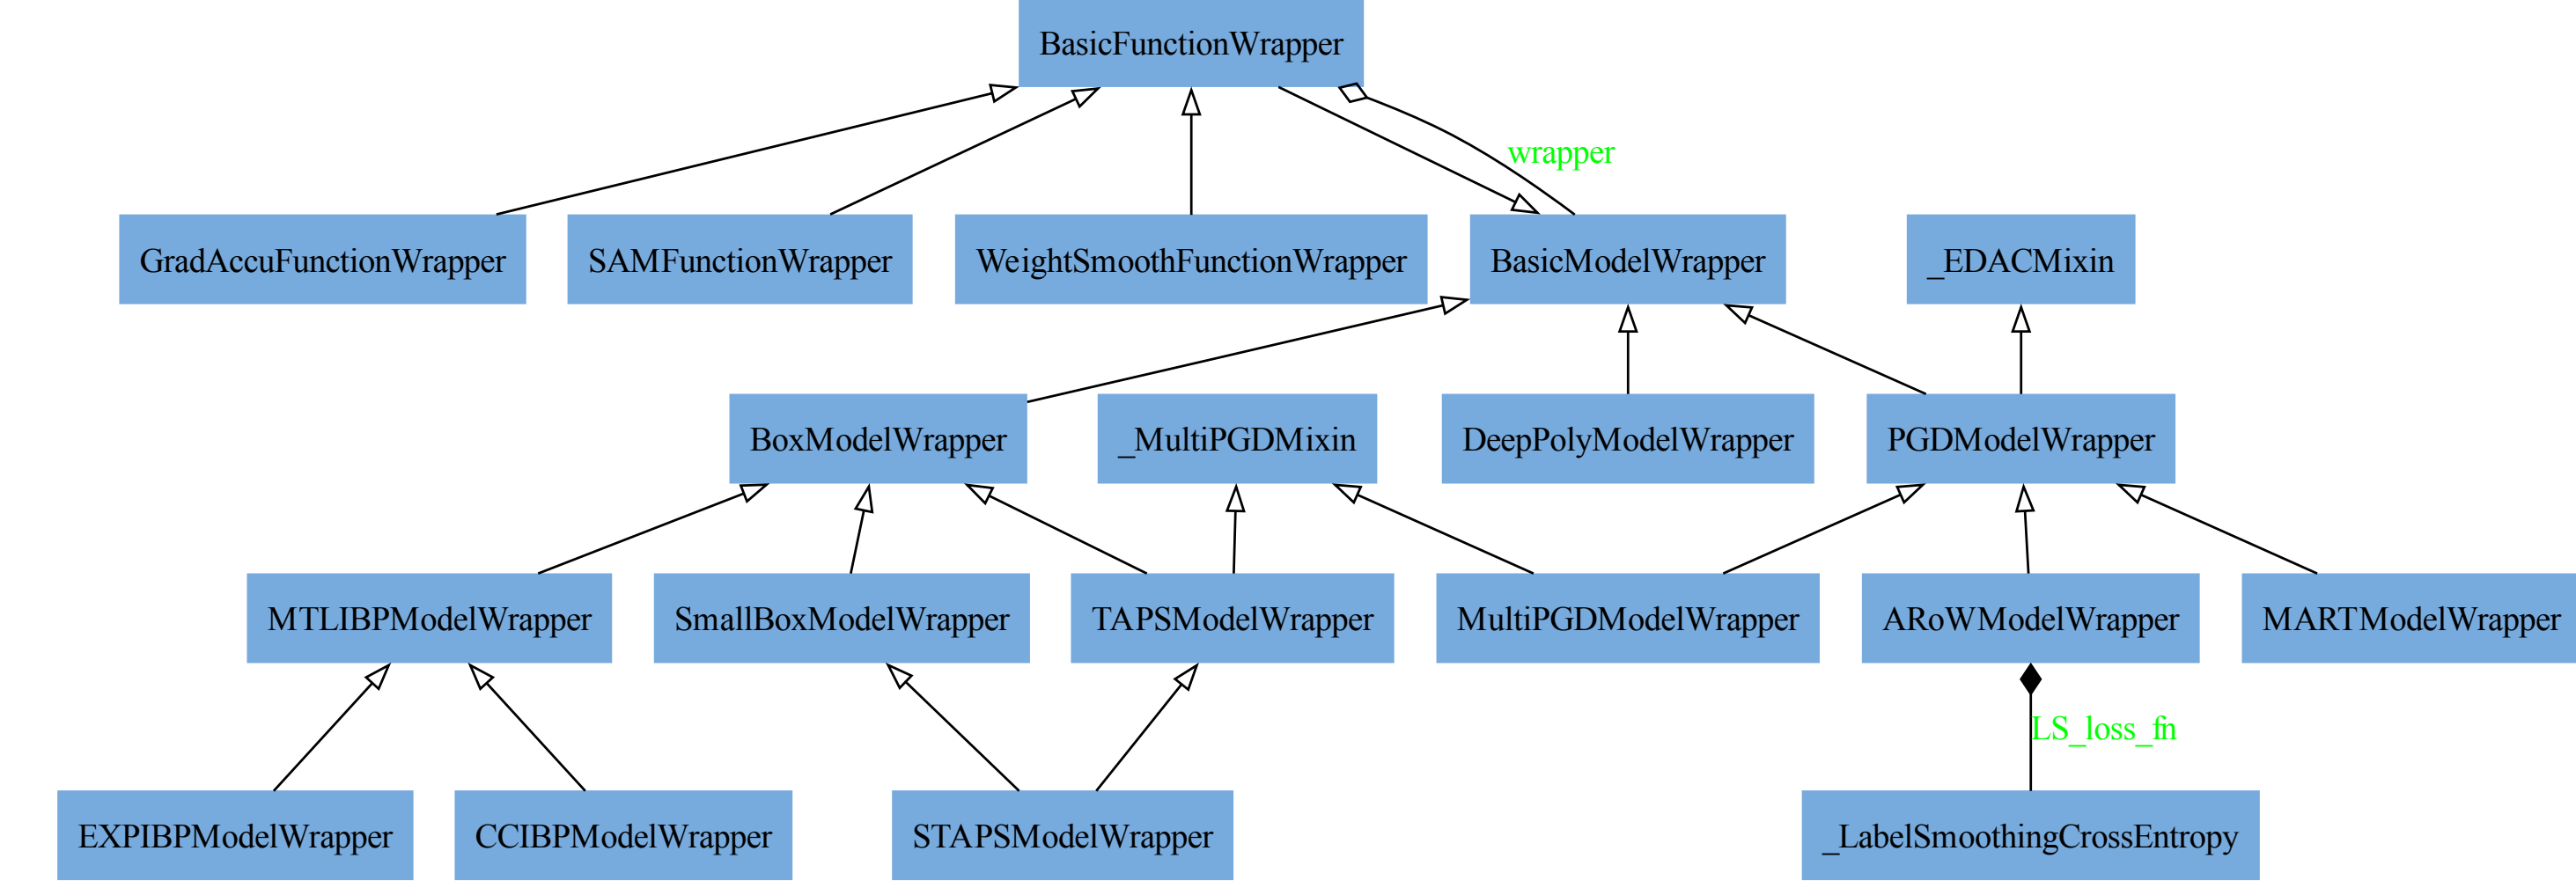 BasicFunctionWrapper
wrapper
GradAccuFunctionWrapper
SAMFunctionWrapper
WeightSmoothFunctionWrapper
BasicModelWrapper
_EDACMixin
BoxModelWrapper
_MultiPGDMixin
DeepPolyModelWrapper
PGDModelWrapper
MTLIBPModelWrapper
SmallBoxModelWrapper
TAPSModelWrapper
MultiPGDModelWrapper
ARoWModelWrapper
MARTModelWrapper
LS_loss_fn
EXPIBPModelWrapper
CCIBPModelWrapper
STAPSModelWrapper
_LabelSmoothingCrossEntropy